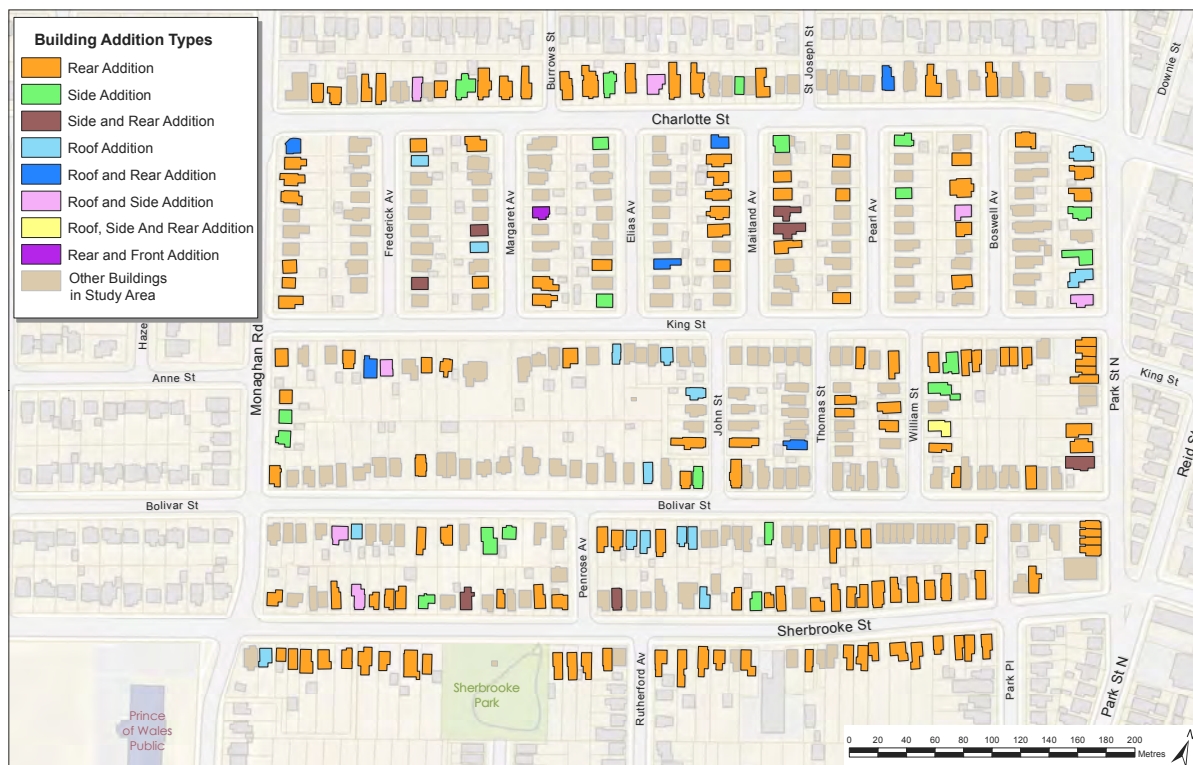 Building Addition Types
Rear Addition
Side Addition
Side and Rear Addition
Roof Addition
Roof and Rear Addition
Roof and Side Addition
Roof, Side And Rear Addition
Rear and Front Addition
Other Buildings
in Study Area
Burrows St
St Joseph St
Downie St
Charlotte St
Frederick Av
Margaret Av
Elias Av
Maitland Av
Pearl Av
Boswell Av
King St
Haze
Monaghan Rd
Anne St
John St
Thomas St
William St
Park St N
King St
Reid St
Bolivar St
Bolivar St
Penrose Av
Sherbrooke St
Rutherford Av
Park Pl
Park St N
Sherbrooke
Park
Prince
of Wales
Public
0 20 40 60 80 100 120 140 160 180 200
Metres
N